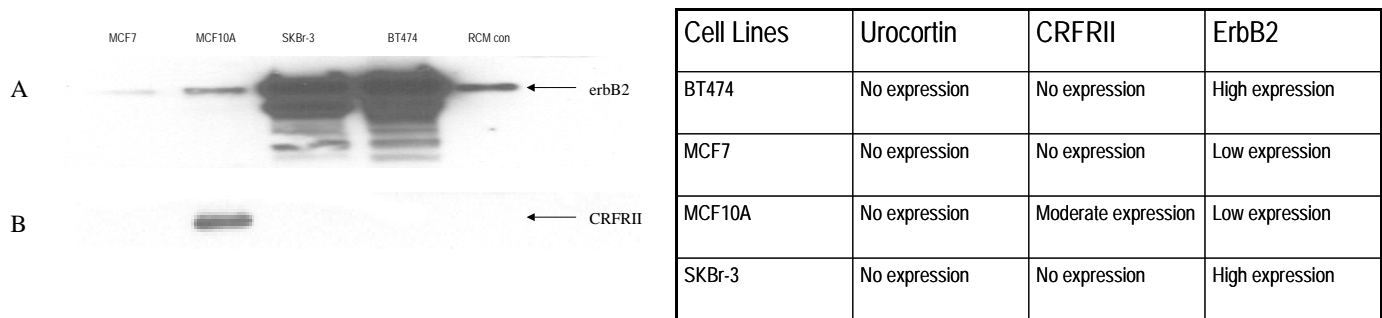 MCF7 MCF10A SKBr-3 BT474 RCM con
A erbB2
B CRFRII
Cell Lines Urocortin CRFRII ErbB2
BT474 No expression No expression High expression
MCF7 No expression No expression Low expression
MCF10A No expression Moderate expression Low expression
SKBr-3 No expression No expression High expression